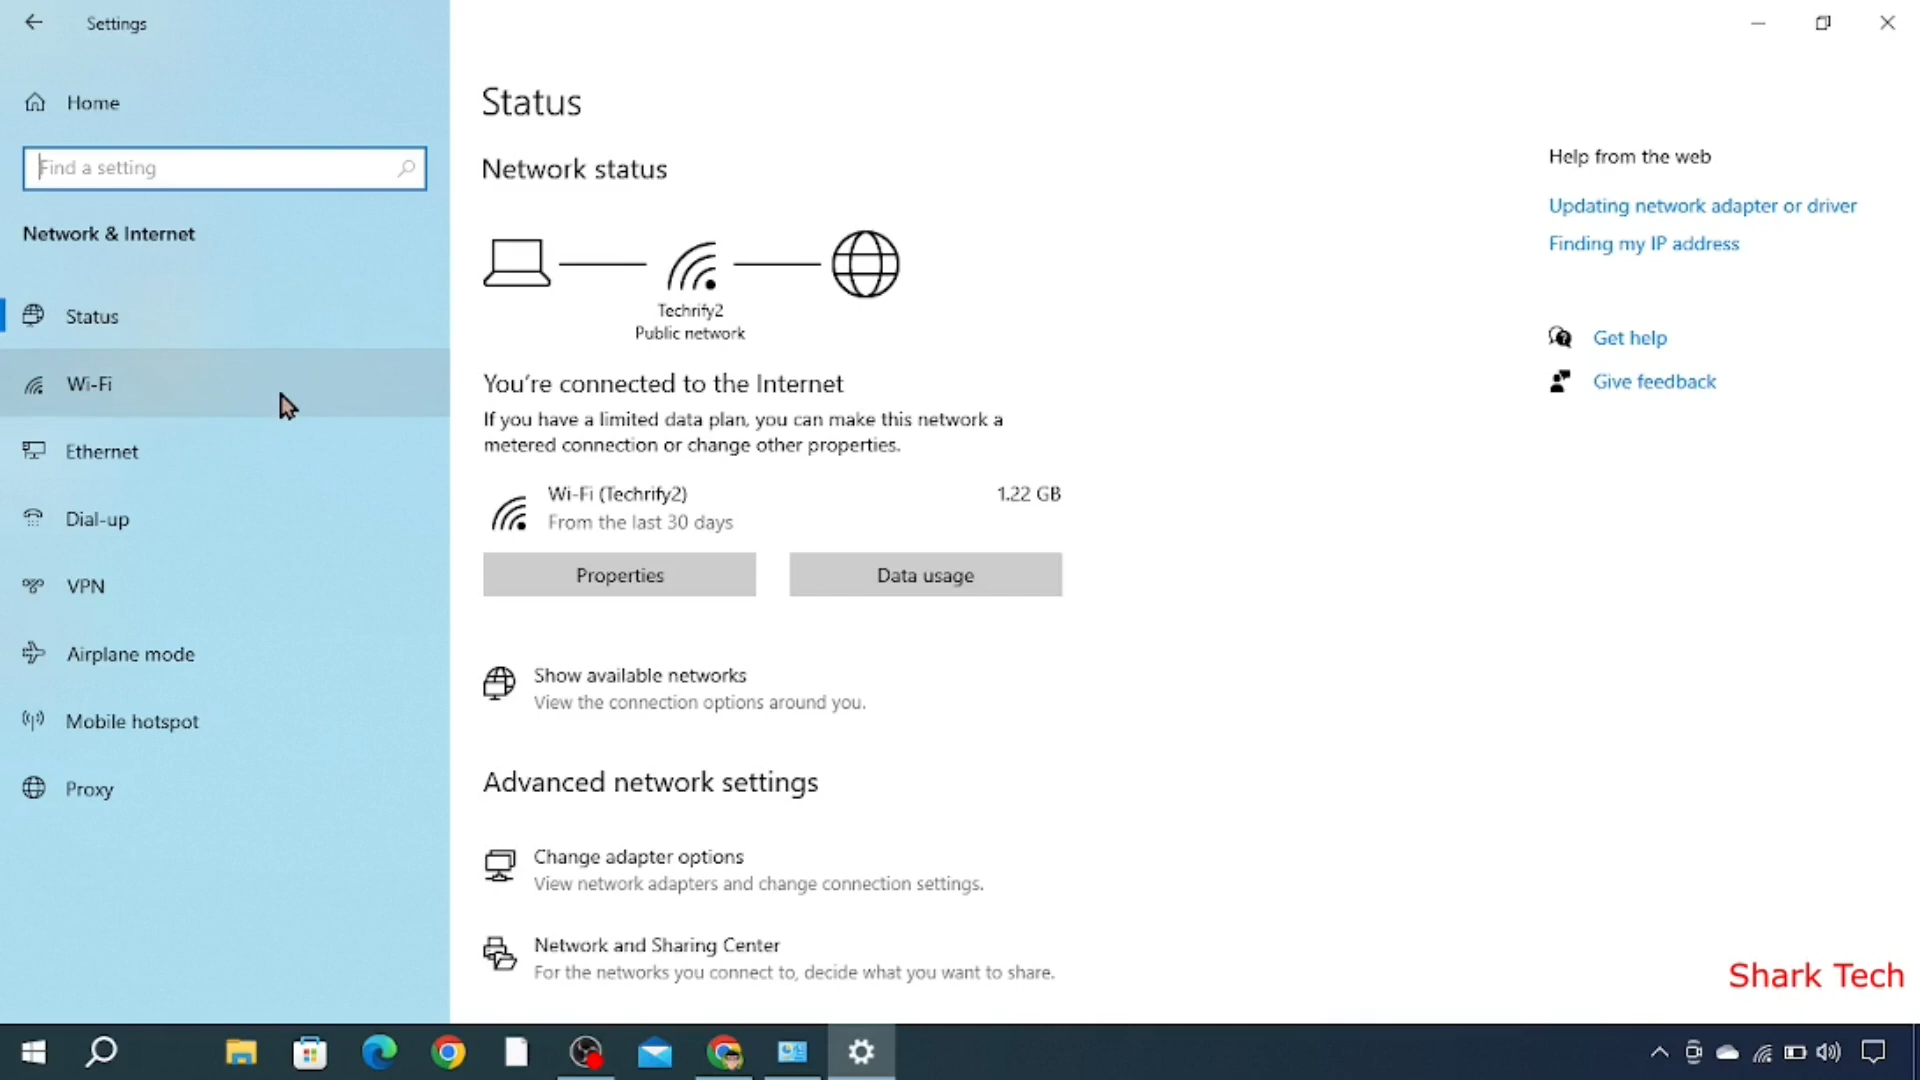 Settings
Home
Find a setting
Network & Internet
Status
Wi-Fi
Ethernet
Dial-up
VPN
Airplane mode
Mobile hotspot
Proxy
Status
Network status
Techrify2
Public network
You're connected to the Internet
If you have a limited data plan, you can make this network a
metered connection or change other properties.
Wi-Fi (Techrify2)
1.22 GB
From the last 30 days
Properties
Data usage
Show available networks
View the connection options around you.
Advanced network settings
Change adapter options
View network adapters and change connection settings.
Network and Sharing Center
For the networks you connect to, decide what you want to share.
Help from the web
Updating network adapter or driver
Finding my IP address
Get help
Give feedback
Shark Tech